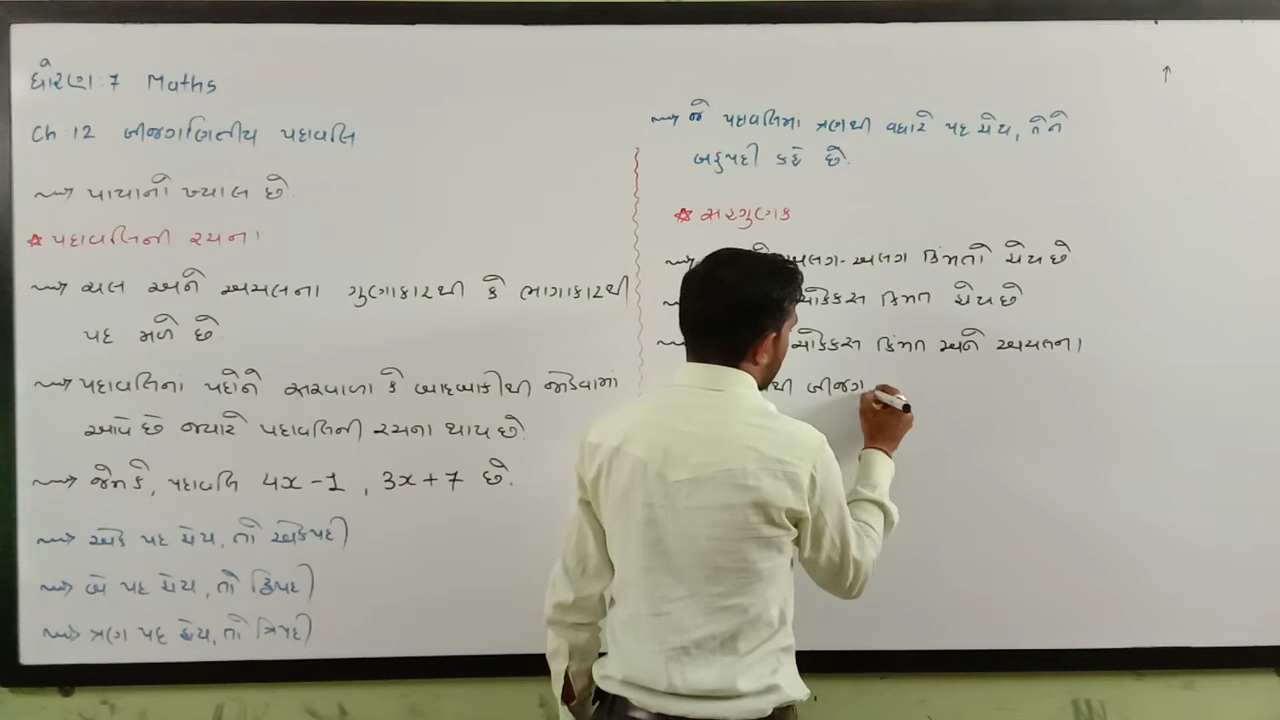 ધોરણ: 7 Maths
Ch: 12 બીજગણિતીય પદાવલિ
⟿ પાયાનો ખ્યાલ છે.
★ પદાવલિની રચના
⟿ ચલ અને અચલના ગુણાકારથી કે ભાગાકારથી
પદ મળે છે
⟿ પદાવલિના પદોને સરવાળા કે બાદબાકીથી જોડવામાં
આવે છે જ્યારે પદાવલિની રચના થાય છે.
⟿ જેમ કે, પદાવલિ 4x - 1 , 3x + 7 છે.
⟿ એક પદ હોય, તો એકપદી
⟿ બે પદ હોય, તો દ્વિપદી
⟿ ત્રણ પદ હોય, તો ત્રિપદી
⟿ જે પદાવલિમા ત્રણથી વધારે પદ હોય, તેને
બહુપદી કહે છે.
★ સહગુણક
અલગ-અલગ કિંમતો હોય છે
ચોક્કસ કિંમત હોય છે
ચોક્કસ કિંમત અને અચલના
થી બીજગ